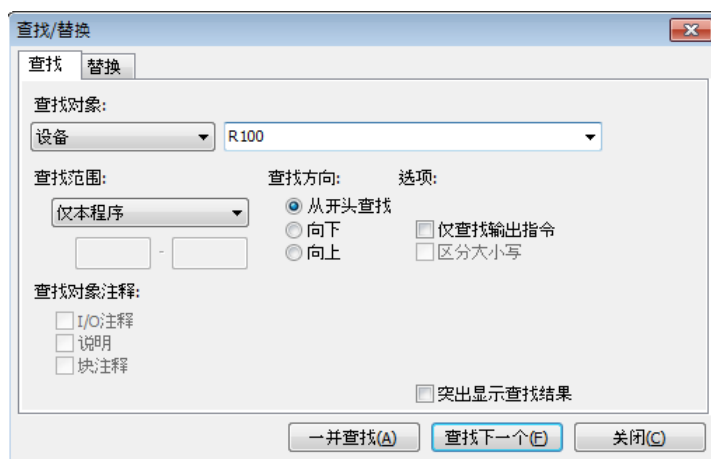 查找/替换
查找 替换
查找对象:
设备 R100
查找范围: 查找方向: 选项:
仅本程序 从开头查找
向下 仅查找输出指令
- 向上 区分大小写
查找对象注释:
I/O注释
说明
块注释
突出显示查找结果
一并查找(A) 查找下一个(F) 关闭(C)